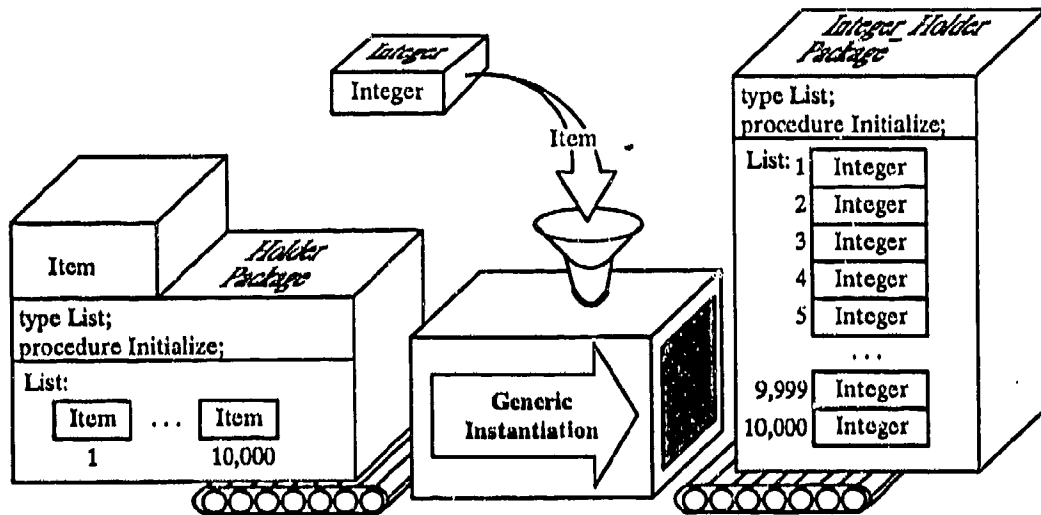 Integer
Integer
Item
Item
Holder
Package
type List;
procedure Initialize;
List:
Item ... Item
1 10,000
Generic
Instantiation
Integer_Holder
Package
type List;
procedure Initialize;
List: 1 Integer
2 Integer
3 Integer
4 Integer
5 Integer
...
9,999 Integer
10,000 Integer